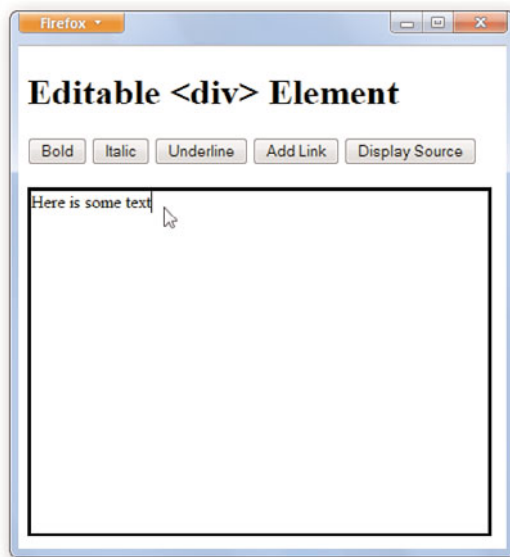 Firefox
Editable <div> Element
Bold Italic Underline Add Link Display Source
Here is some text